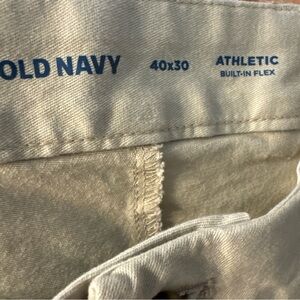 OLD NAVY 40x30 ATHLETIC
BUILT-IN FLEX